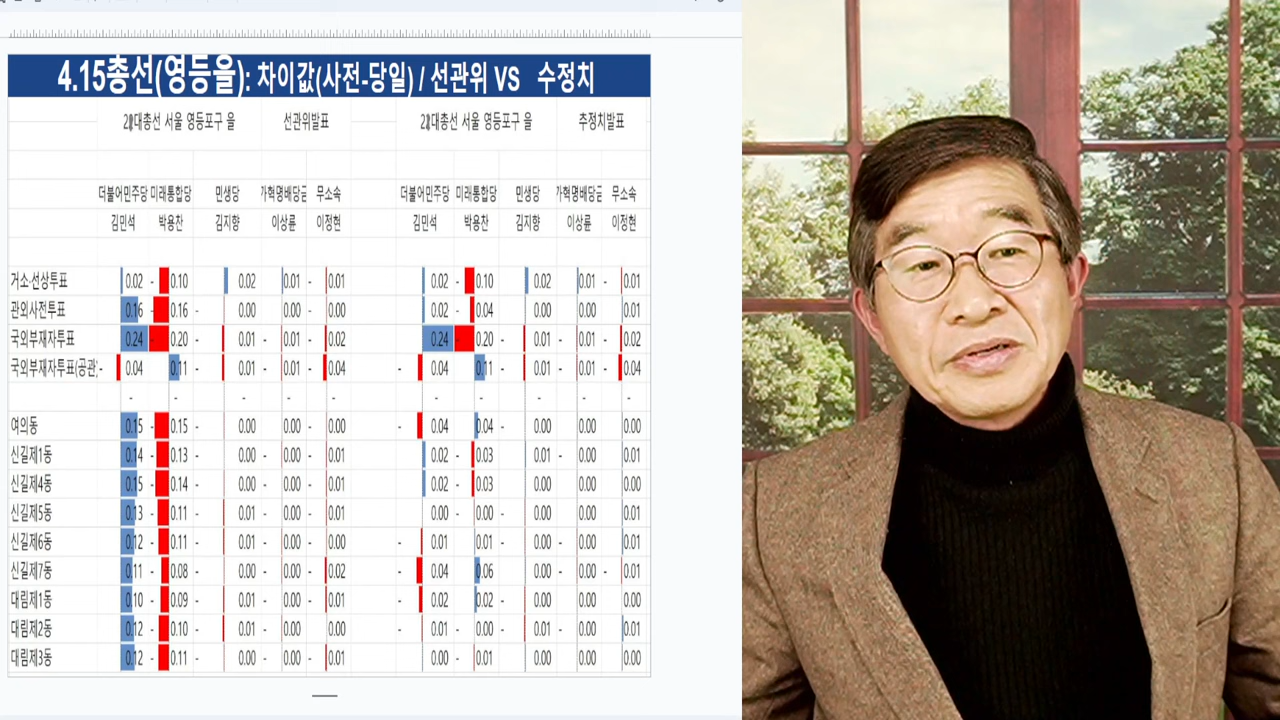 4.15총선(영등을): 차이값(사전-당일) / 선관위 VS 수정치
21대총선 서울 영등포구 을 선관위발표 21대총선 서울 영등포구 을 추정치발표
더불어민주당 미래통합당 민생당 가혁명배당금 무소속 더불어민주당 미래통합당 민생당 가혁명배당금 무소속
김민석 박용찬 김지향 이상륜 이정현 김민석 박용찬 김지향 이상륜 이정현
거소·선상투표 0.02 - 0.10 0.02 0.01 - 0.01 0.02 - 0.10 0.02 0.01 - 0.01
관외사전투표 0.16 - 0.16 - 0.00 - 0.00 - 0.00 0.02 - 0.04 - 0.00 - 0.00 0.01
국외부재자투표 0.24 - 0.20 - 0.01 - 0.01 - 0.02 0.24 - 0.20 - 0.01 - 0.01 - 0.02
국외부재자투표(공관) - 0.04 0.11 - 0.01 - 0.01 - 0.04 - 0.04 0.11 - 0.01 - 0.01 - 0.04
- - - - - - - - - -
여의동 0.15 - 0.15 - 0.00 - 0.00 - 0.00 - 0.04 0.04 - 0.00 - 0.00 0.00
신길제1동 0.14 - 0.13 - 0.00 - 0.00 - 0.01 0.02 - 0.03 0.01 - 0.00 0.01
신길제4동 0.15 - 0.14 - 0.00 - 0.00 - 0.01 0.02 - 0.03 0.00 - 0.00 0.00
신길제5동 0.13 - 0.11 - 0.01 - 0.00 - 0.01 0.00 - 0.00 - 0.00 - 0.00 0.01
신길제6동 0.12 - 0.11 - 0.01 - 0.00 - 0.00 - 0.01 0.01 - 0.00 - 0.00 0.01
신길제7동 0.11 - 0.08 - 0.00 - 0.00 - 0.02 - 0.04 0.06 - 0.00 - 0.00 - 0.01
대림제1동 0.10 - 0.09 - 0.01 - 0.00 - 0.01 - 0.02 0.02 - 0.00 - 0.00 0.00
대림제2동 0.12 - 0.10 - 0.01 - 0.00 - 0.00 - 0.01 0.00 - 0.01 - 0.00 0.01
대림제3동 0.12 - 0.11 - 0.00 - 0.00 - 0.01 0.00 - 0.01 0.00 - 0.00 0.00